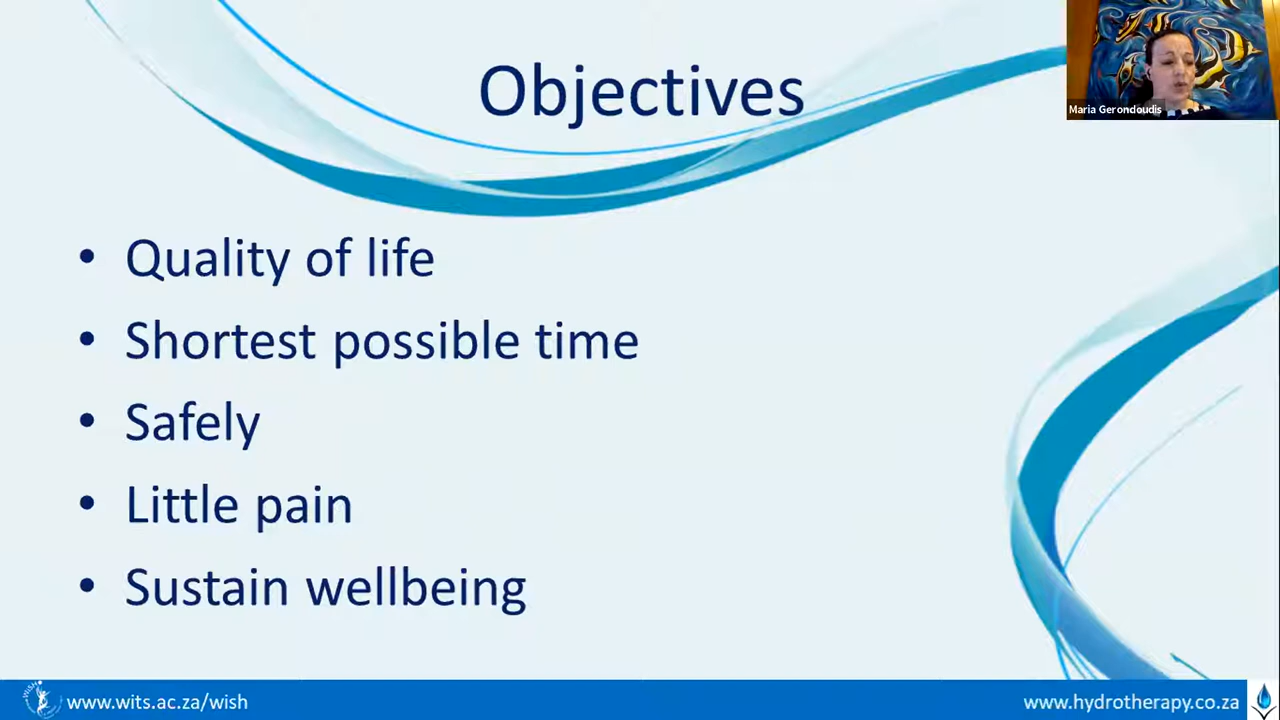 Objectives
Maria Gerondoudis
• Quality of life
• Shortest possible time
• Safely
• Little pain
• Sustain wellbeing
www.wits.ac.za/wish
www.hydrotherapy.co.za